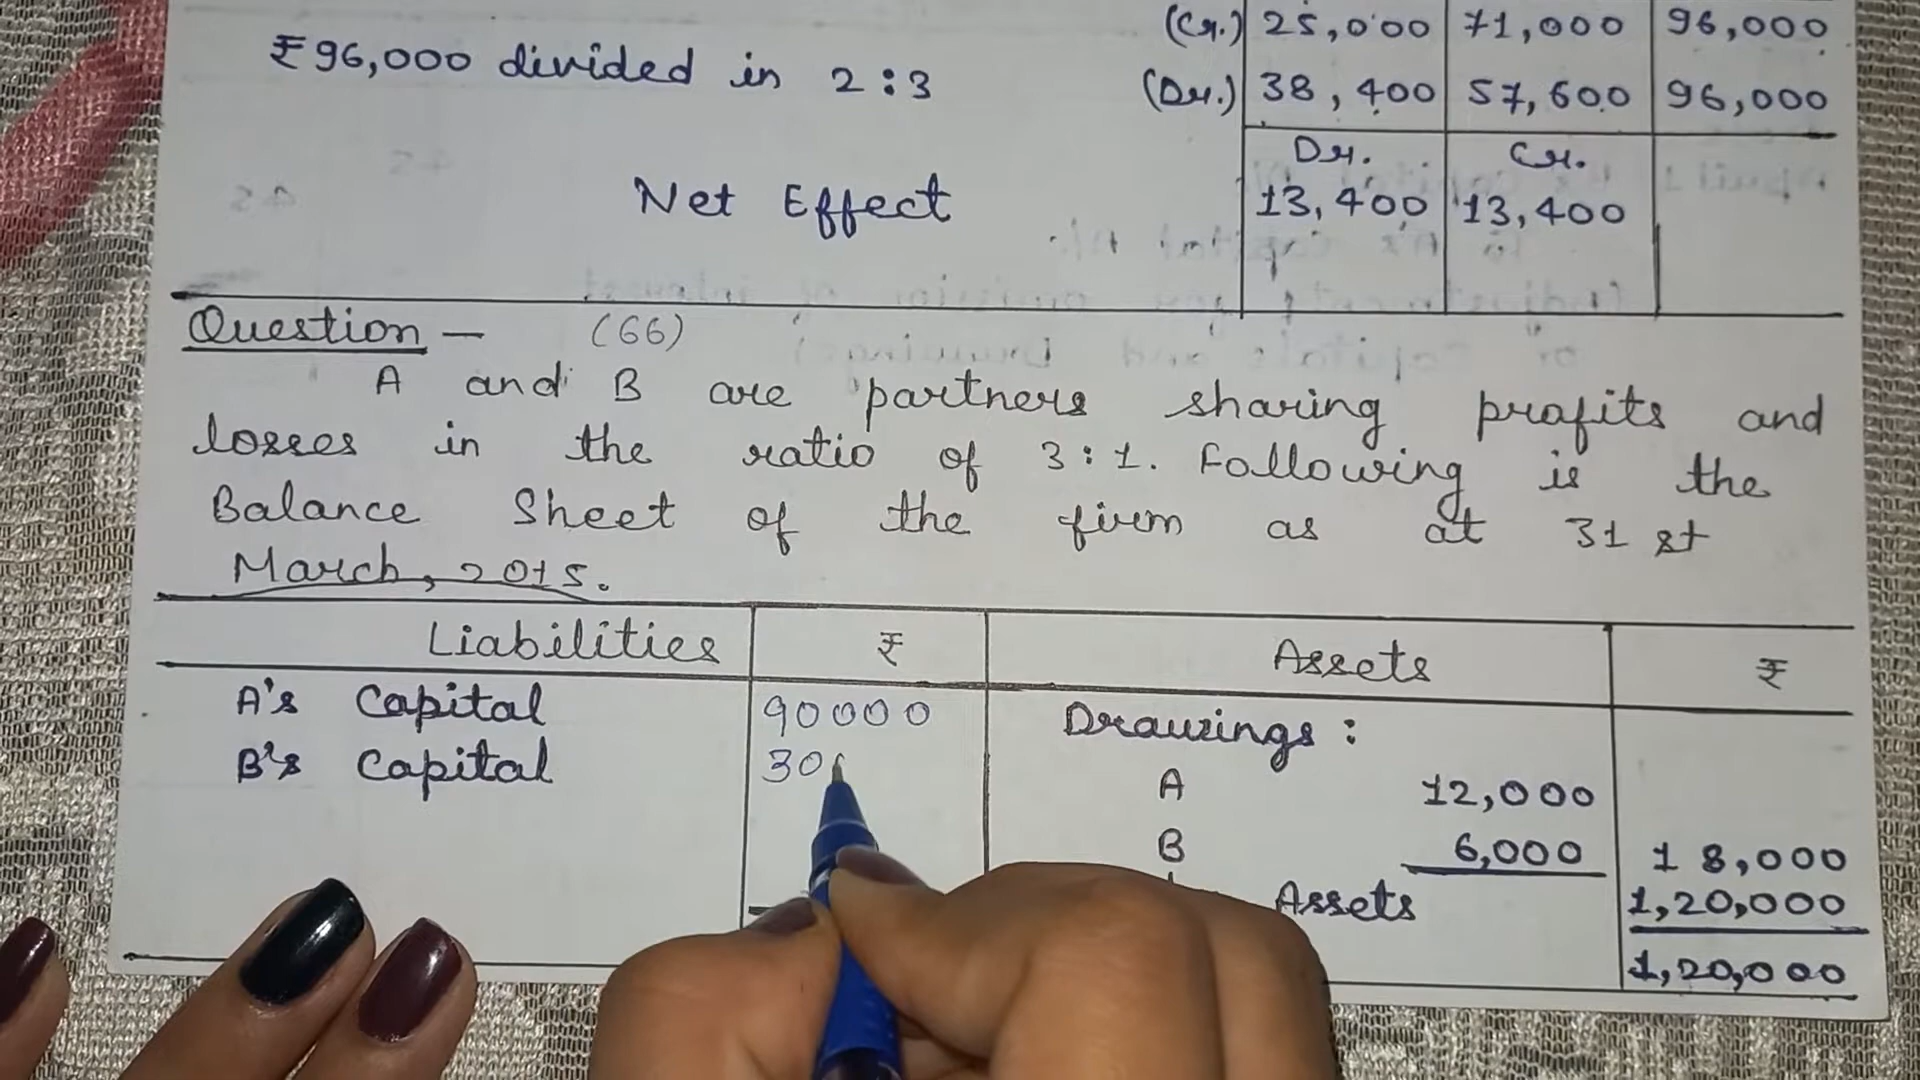 (Cr.) 25,000 71,000 96,000
₹96,000 divided in 2:3 (Dr.) 38,400 57,600 96,000
Dr. Cr.
Net Effect 13,400 13,400
Question - (66)
A and B are partners sharing profits and
losses in the ratio of 3:1. Following is the
Balance Sheet of the firm as at 31st
March, 2015.
Liabilities ₹ Assets ₹
A's Capital 90000 Drawings:
B's Capital 30 A 12,000
B 6,000 18,000
Assets 1,20,000
1,20,000